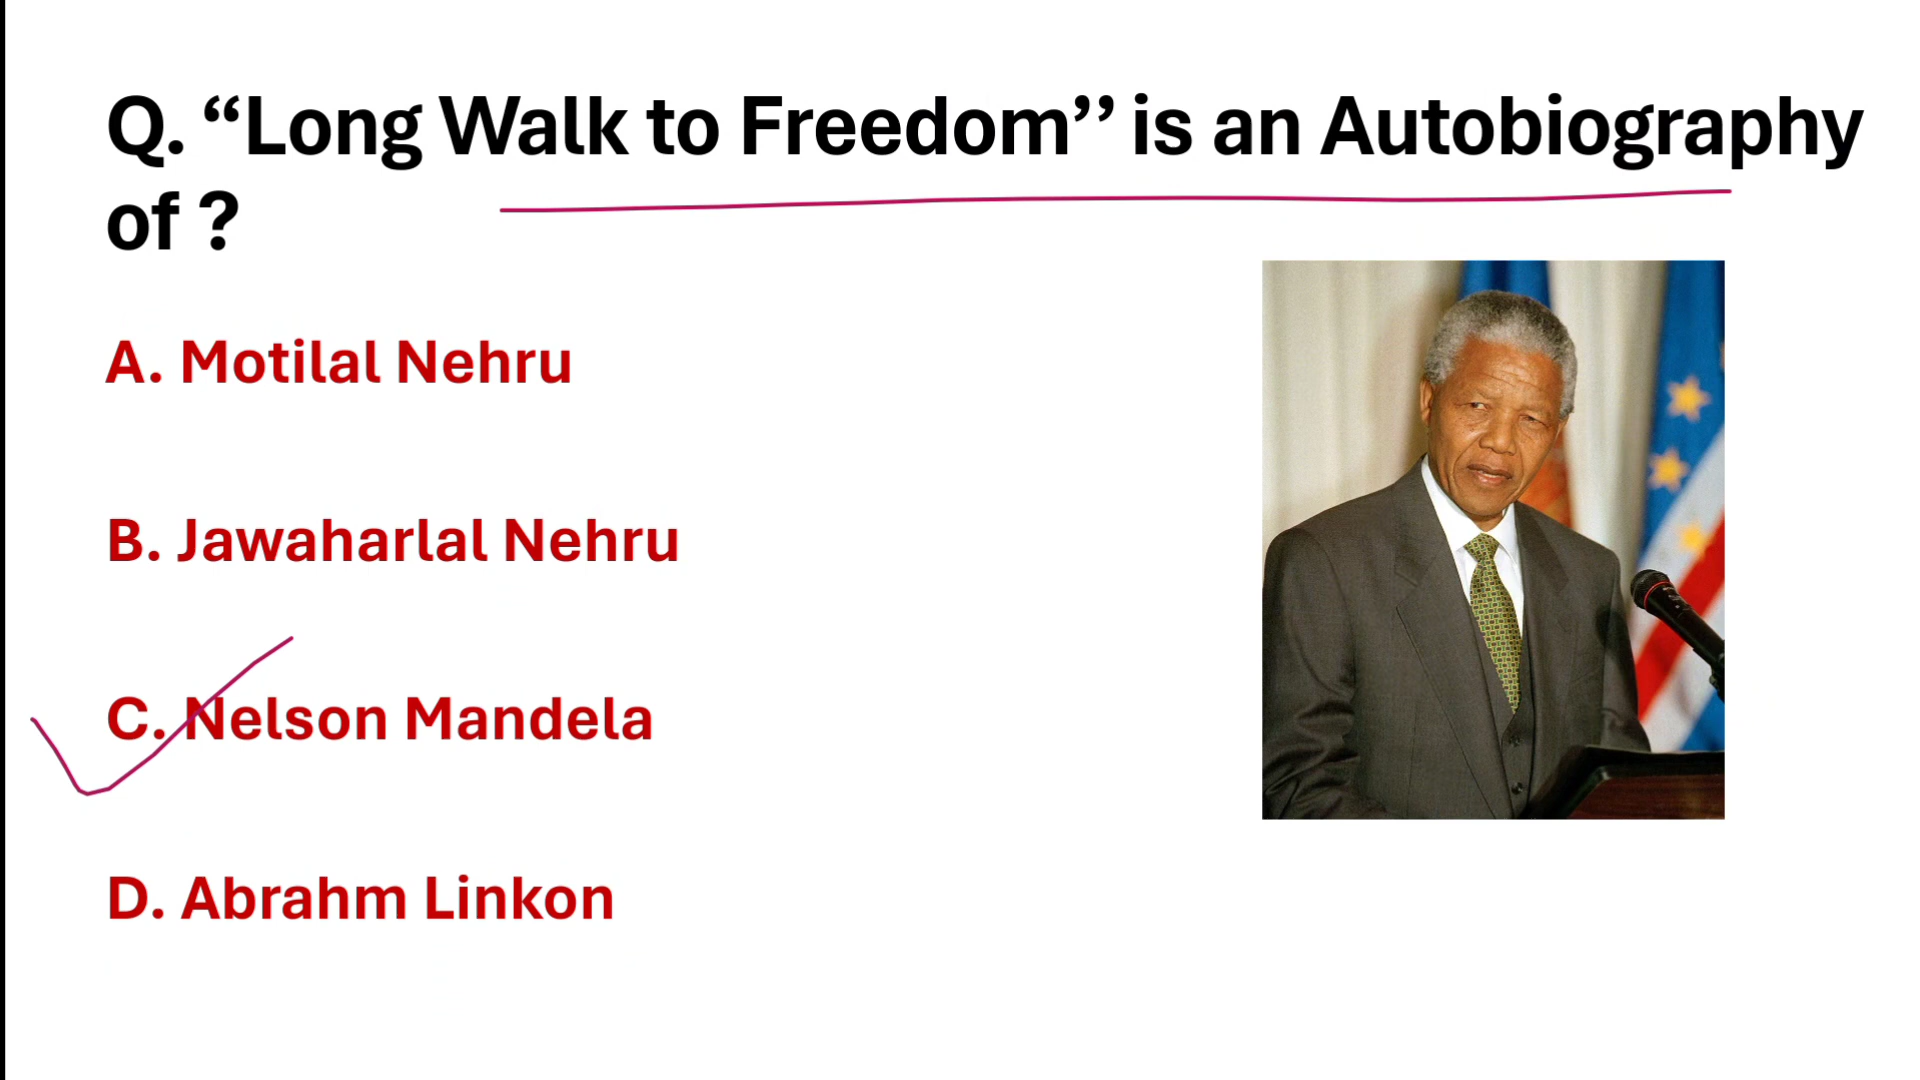 Q. “Long Walk to Freedom’’ is an Autobiography
of ?
A. Motilal Nehru
B. Jawaharlal Nehru
C. Nelson Mandela
D. Abrahm Linkon